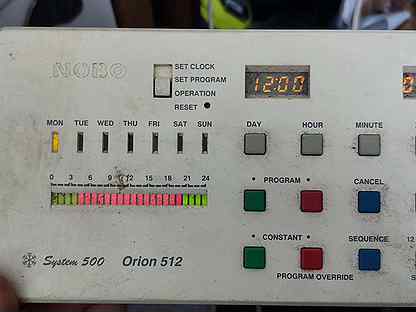 NOBO
SET CLOCK
SET PROGRAM
OPERATION
RESET
12:00
MON TUE WED THU FRI SAT SUN
DAY HOUR MINUTE
0 3 6 9 12 15 18 21 24
PROGRAM CANCEL
CONSTANT SEQUENCE 12
PROGRAM OVERRIDE
System 500 Orion 512